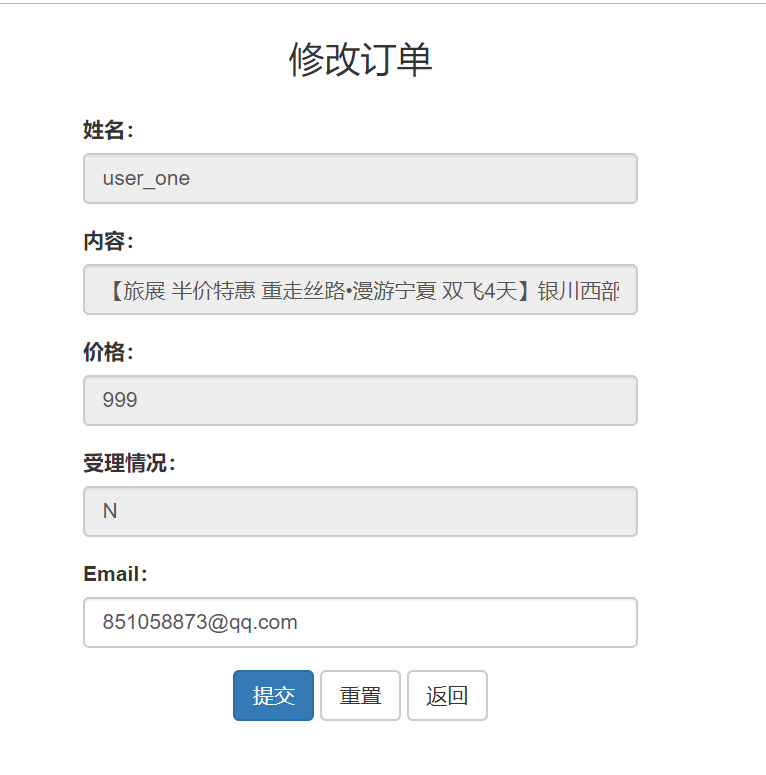 修改订单
姓名：
user_one
内容：
【旅展 半价特惠 重走丝路•漫游宁夏 双飞4天】银川西部
价格：
999
受理情况：
N
Email：
851058873@qq.com
提交 重置 返回